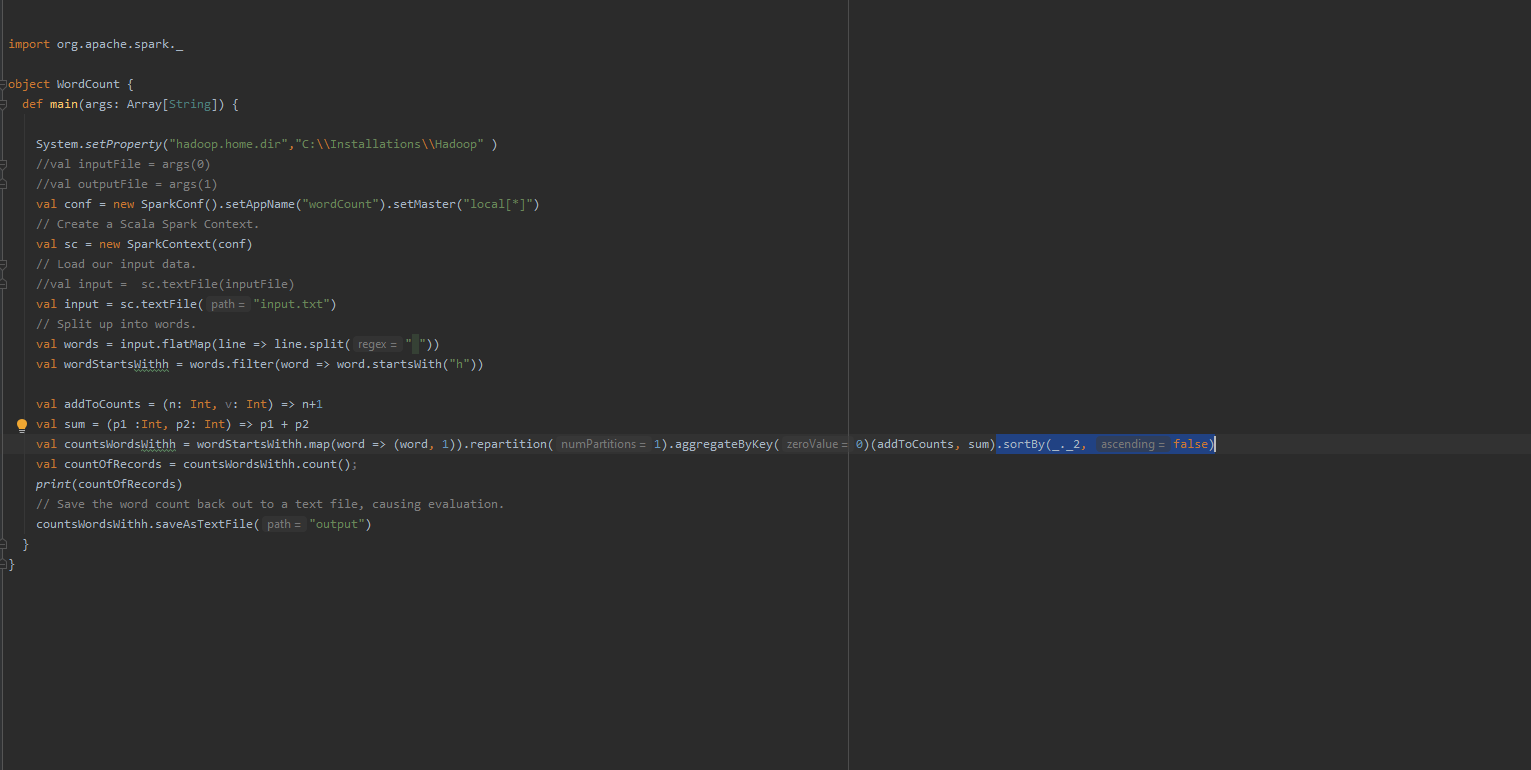 import org.apache.spark._
object WordCount {
def main(args: Array[String]) {
System.setProperty("hadoop.home.dir","C:\\Installations\\Hadoop" )
//val inputFile = args(0)
//val outputFile = args(1)
val conf = new SparkConf().setAppName("wordCount").setMaster("local[*]")
// Create a Scala Spark Context.
val sc = new SparkContext(conf)
// Load our input data.
//val input =  sc.textFile(inputFile)
val input = sc.textFile( path = "input.txt")
// Split up into words.
val words = input.flatMap(line => line.split( regex = " "))
val wordStartsWithh = words.filter(word => word.startsWith("h"))
val addToCounts = (n: Int, v: Int) => n+1
val sum = (p1 :Int, p2: Int) => p1 + p2
val countsWordsWithh = wordStartsWithh.map(word => (word, 1)).repartition( numPartitions = 1).aggregateByKey( zeroValue = 0)(addToCounts, sum).sortBy(_._2, ascending = false)
val countOfRecords = countsWordsWithh.count();
print(countOfRecords)
// Save the word count back out to a text file, causing evaluation.
countsWordsWithh.saveAsTextFile( path = "output")
}
}